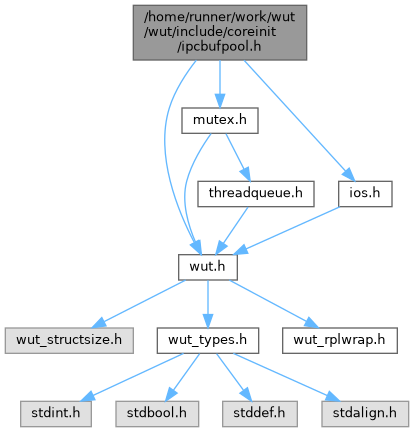 /home/runner/work/wut
/wut/include/coreinit
/ipcbufpool.h
mutex.h
threadqueue.h
ios.h
wut.h
wut_structsize.h
wut_types.h
wut_rplwrap.h
stdint.h
stdbool.h
stddef.h
stdalign.h